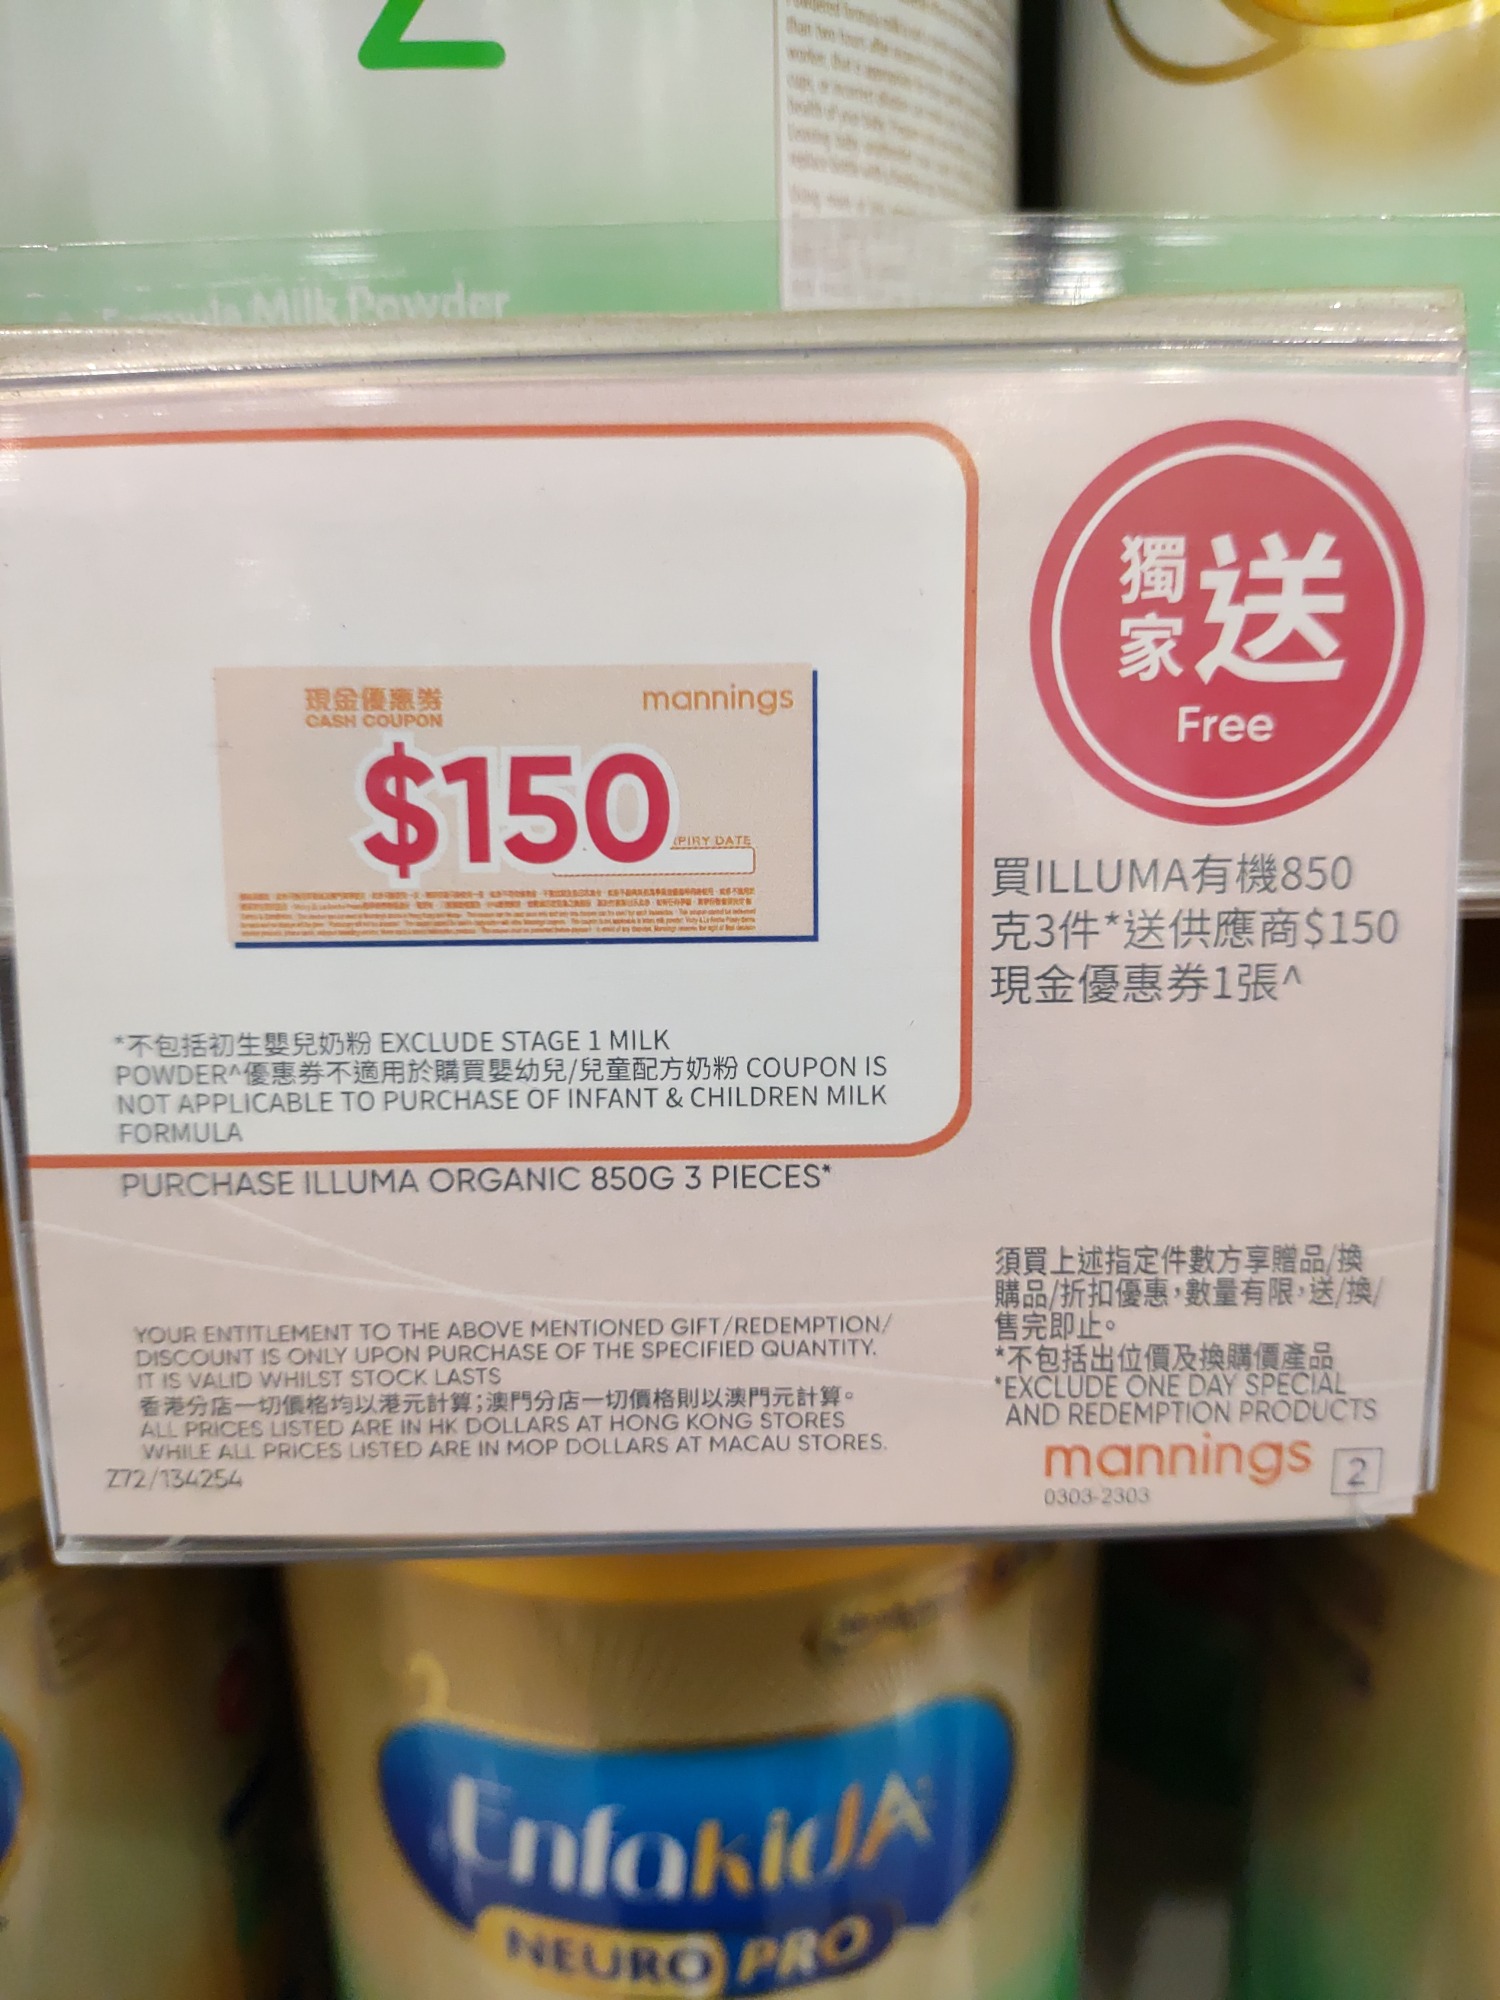 Milk Powder
獨家送
Free
現金優惠券
CASH COUPON
mannings
$150
PIRY DATE
買ILLUMA有機850
克3件*送供應商$150
現金優惠券1張^
*不包括初生嬰兒奶粉 EXCLUDE STAGE 1 MILK
POWDER^優惠券不適用於購買嬰幼兒/兒童配方奶粉 COUPON IS
NOT APPLICABLE TO PURCHASE OF INFANT & CHILDREN MILK
FORMULA
PURCHASE ILLUMA ORGANIC 850G 3 PIECES*
須買上述指定件數方享贈品/換
購品/折扣優惠,數量有限,送/換/
售完即止。
*不包括出位價及換購價產品
*EXCLUDE ONE DAY SPECIAL
AND REDEMPTION PRODUCTS
YOUR ENTITLEMENT TO THE ABOVE MENTIONED GIFT/REDEMPTION/
DISCOUNT IS ONLY UPON PURCHASE OF THE SPECIFIED QUANTITY.
IT IS VALID WHILST STOCK LASTS
香港分店一切價格均以港元計算;澳門分店一切價格則以澳門元計算。
ALL PRICES LISTED ARE IN HK DOLLARS AT HONG KONG STORES
WHILE ALL PRICES LISTED ARE IN MOP DOLLARS AT MACAU STORES.
Z72/134254
mannings 2
0303-2303
EnfakidA+
NEURO PRO